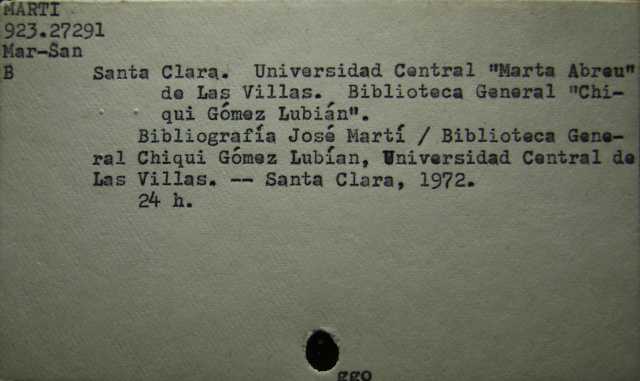 MARTI
923.27291
Mar-San
B Santa Clara. Universidad Central "Marta Abreu"
de Las Villas. Biblioteca General "Chi-
qui Gómez Lubián".
Bibliografía José Martí / Biblioteca Gene-
ral Chiqui Gómez Lubían, Universidad Central de
Las Villas. -- Santa Clara, 1972.
24 h.
ggo